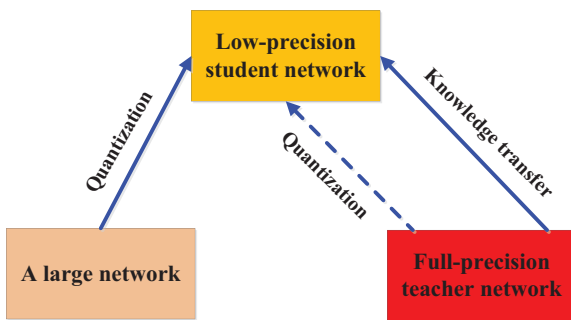 Low-precision
student network
Quantization
Quantization
Knowledge transfer
A large network
Full-precision
teacher network